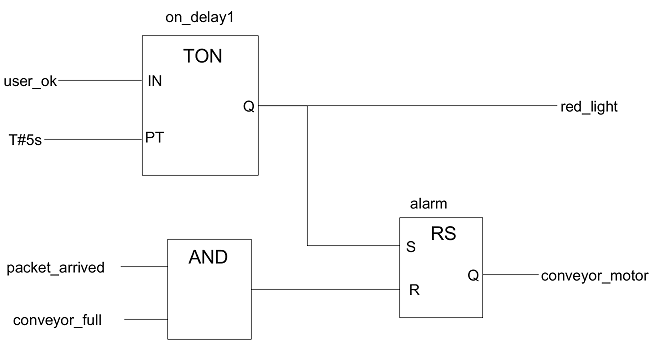 on_delay1
TON
user_ok
IN
Q
red_light
T#5s
PT
alarm
RS
AND
S
packet_arrived
Q
conveyor_motor
R
conveyor_full